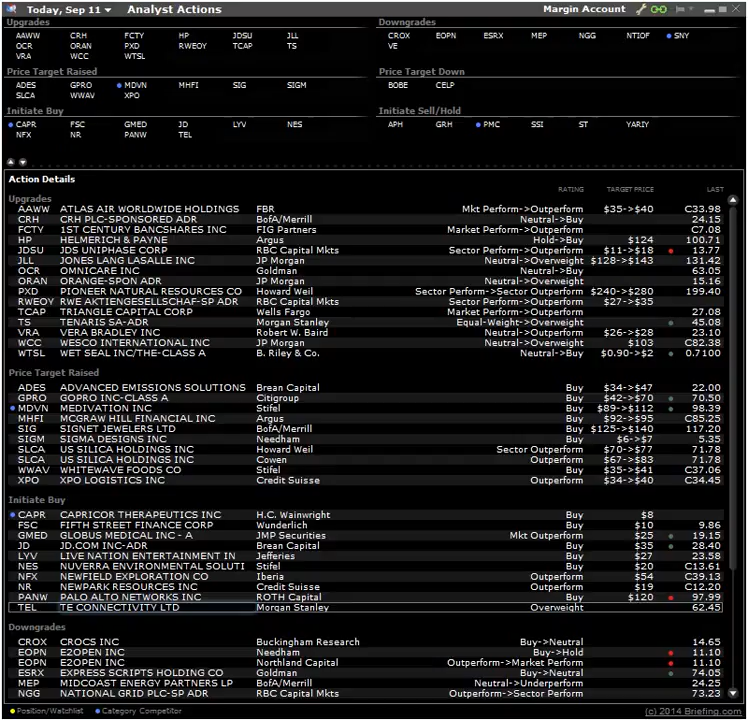 Today, Sep 11 Analyst Actions Margin Account
Upgrades
AAWW CRH FCTY HP JDSU JLL
OCR ORAN PXD RWEOY TCAP TS
VRA WCC WTSL
Downgrades
CROX EOPN ESRX MEP NGG NTIOF SNY
VE
Price Target Raised
ADES GPRO MDVN MHFI SIG SIGM
SLCA WWAV XPO
Price Target Down
BOBE CELP
Initiate Buy
CAPR FSC GMED JD LYV NES
NFX NR PANW TEL
Initiate Sell/Hold
APH GRH PMC SSI ST YARIY
Action Details
RATING TARGET PRICE LAST
Upgrades
AAWW ATLAS AIR WORLDWIDE HOLDINGS FBR Mkt Perform->Outperform $35->$40 C33.98
CRH CRH PLC-SPONSORED ADR BofA/Merrill Neutral->Buy 24.15
FCTY 1ST CENTURY BANCSHARES INC FIG Partners Market Perform->Outperform C7.08
HP HELMERICH & PAYNE Argus Hold->Buy $124 100.71
JDSU JDS UNIPHASE CORP RBC Capital Mkts Sector Perform->Outperform $11->$18 13.77
JLL JONES LANG LASALLE INC JP Morgan Neutral->Overweight $128->$143 131.42
OCR OMNICARE INC Goldman Neutral->Buy 63.05
ORAN ORANGE-SPON ADR JP Morgan Neutral->Overweight 15.16
PXD PIONEER NATURAL RESOURCES CO Howard Weil Sector Perform->Sector Outperform $240->$280 199.40
RWEOY RWE AKTIENGESELLSCHAF-SP ADR RBC Capital Mkts Sector Perform->Outperform $27->$35
TCAP TRIANGLE CAPITAL CORP Wells Fargo Market Perform->Outperform 27.08
TS TENARIS SA-ADR Morgan Stanley Equal-Weight->Overweight 45.08
VRA VERA BRADLEY INC Robert W. Baird Neutral->Outperform $26->$28 23.10
WCC WESCO INTERNATIONAL INC JP Morgan Neutral->Overweight $103 C82.38
WTSL WET SEAL INC/THE-CLASS A B. Riley & Co. Neutral->Buy $0.90->$2 0.7100
Price Target Raised
ADES ADVANCED EMISSIONS SOLUTIONS Brean Capital Buy $34->$47 22.00
GPRO GOPRO INC-CLASS A Citigroup Buy $42->$70 70.50
MDVN MEDIVATION INC Stifel Buy $89->$112 98.39
MHFI MCGRAW HILL FINANCIAL INC Argus Buy $92->$95 C85.25
SIG SIGNET JEWELERS LTD BofA/Merrill Buy $125->$140 117.20
SIGM SIGMA DESIGNS INC Needham Buy $6->$7 5.35
SLCA US SILICA HOLDINGS INC Howard Weil Sector Outperform $70->$77 71.78
SLCA US SILICA HOLDINGS INC Cowen Outperform $67->$83 71.78
WWAV WHITEWAVE FOODS CO Stifel Buy $35->$41 C37.06
XPO XPO LOGISTICS INC Credit Suisse Outperform $34->$40 C34.45
Initiate Buy
CAPR CAPRICOR THERAPEUTICS INC H.C. Wainwright Buy $8
FSC FIFTH STREET FINANCE CORP Wunderlich Buy $10 9.86
GMED GLOBUS MEDICAL INC - A JMP Securities Mkt Outperform $25 19.15
JD JD.COM INC-ADR Brean Capital Buy $35 28.40
LYV LIVE NATION ENTERTAINMENT IN Jefferies Buy $27 23.58
NES NUVERRA ENVIRONMENTAL SOLUTI Stifel Buy $20 C13.61
NFX NEWFIELD EXPLORATION CO Iberia Outperform $54 C39.13
NR NEWPARK RESOURCES INC Credit Suisse Outperform $19 C12.20
PANW PALO ALTO NETWORKS INC ROTH Capital Buy $120 97.99
TEL TE CONNECTIVITY LTD Morgan Stanley Overweight 62.45
Downgrades
CROX CROCS INC Buckingham Research Buy->Neutral 14.65
EOPN E2OPEN INC Needham Buy->Hold 11.10
EOPN E2OPEN INC Northland Capital Outperform->Market Perform 11.10
ESRX EXPRESS SCRIPTS HOLDING CO Goldman Buy->Neutral 74.05
MEP MIDCOAST ENERGY PARTNERS LP BofA/Merrill Neutral->Underperform 24.25
NGG NATIONAL GRID PLC-SP ADR RBC Capital Mkts Outperform->Sector Perform 73.23
Position/Watchlist Category Competitor (c) 2014 Briefing.com